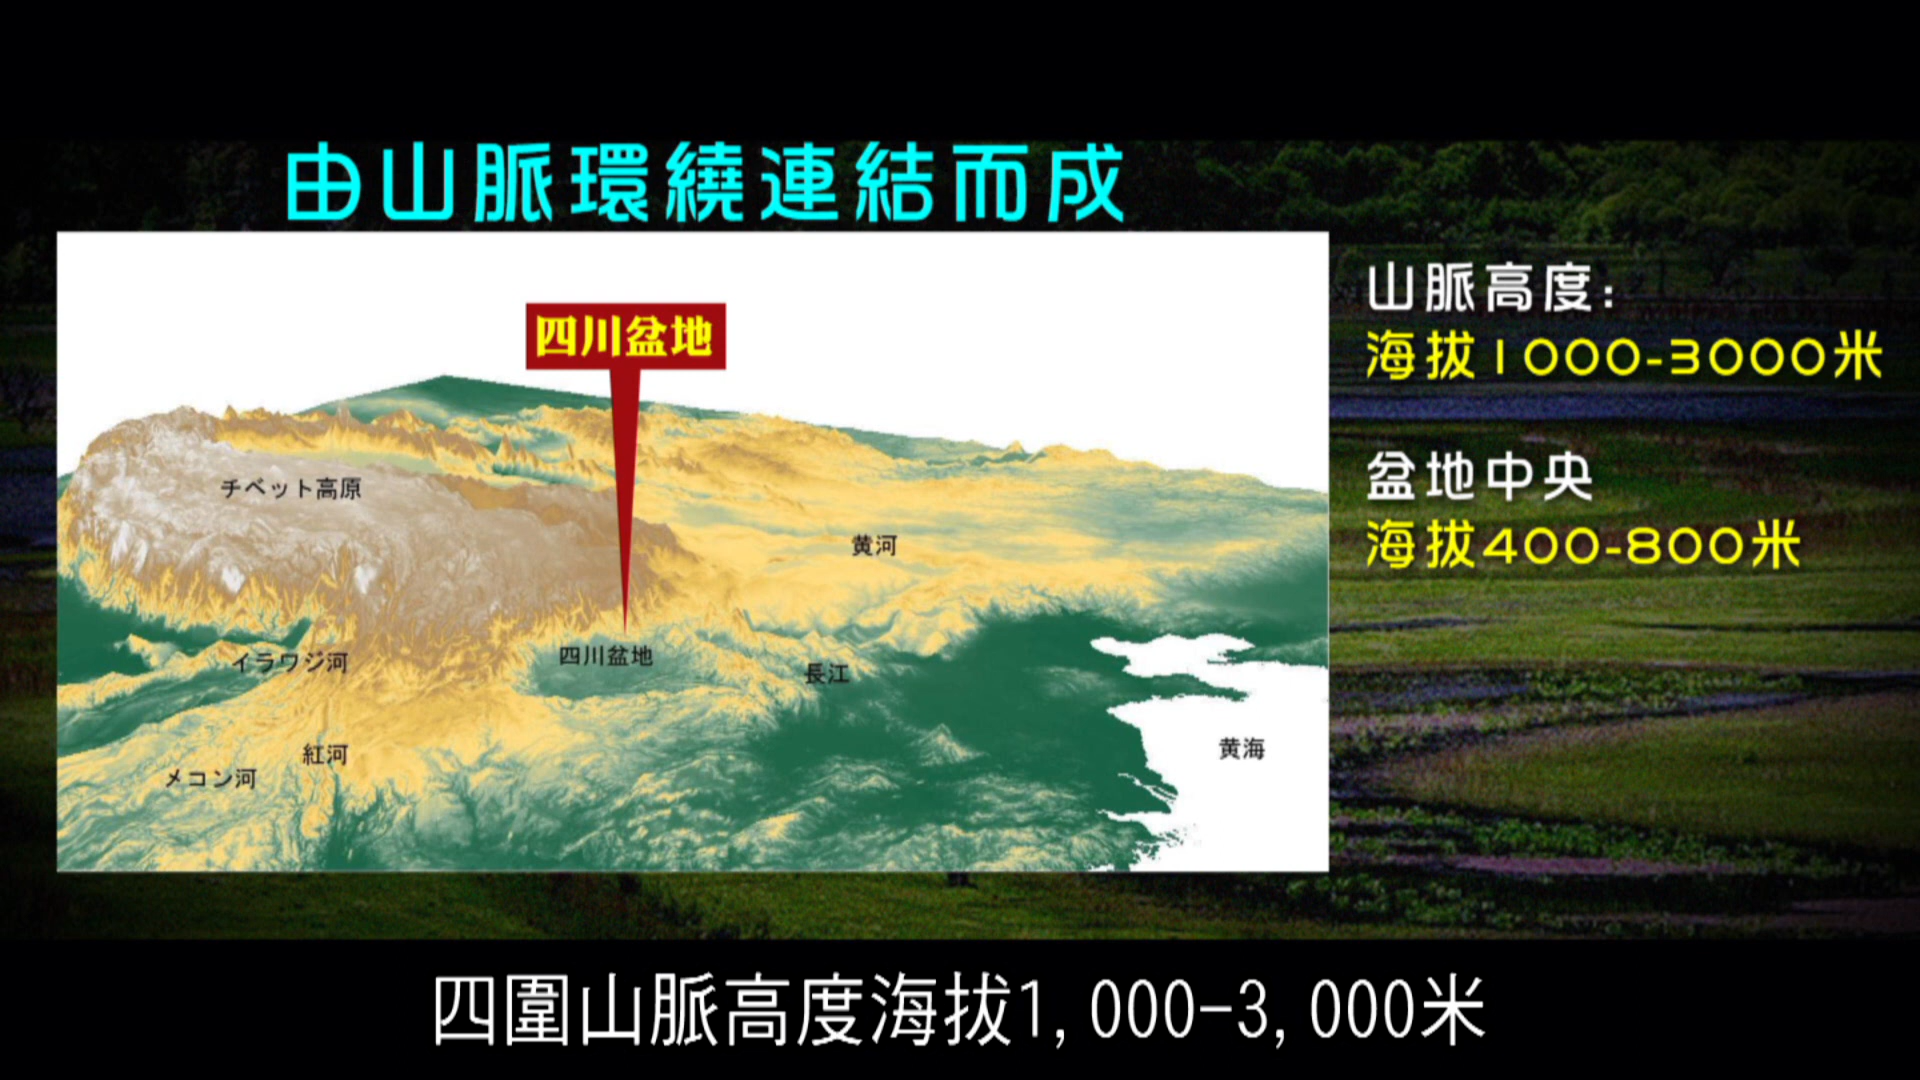 由山脈環繞連結而成
四川盆地
山脈高度:
海拔1000-3000米
盆地中央
海拔400-800米
チベット高原
黄河
イラワジ河
四川盆地
長江
紅河
メコン河
黄海
四圍山脈高度海拔1,000-3,000米